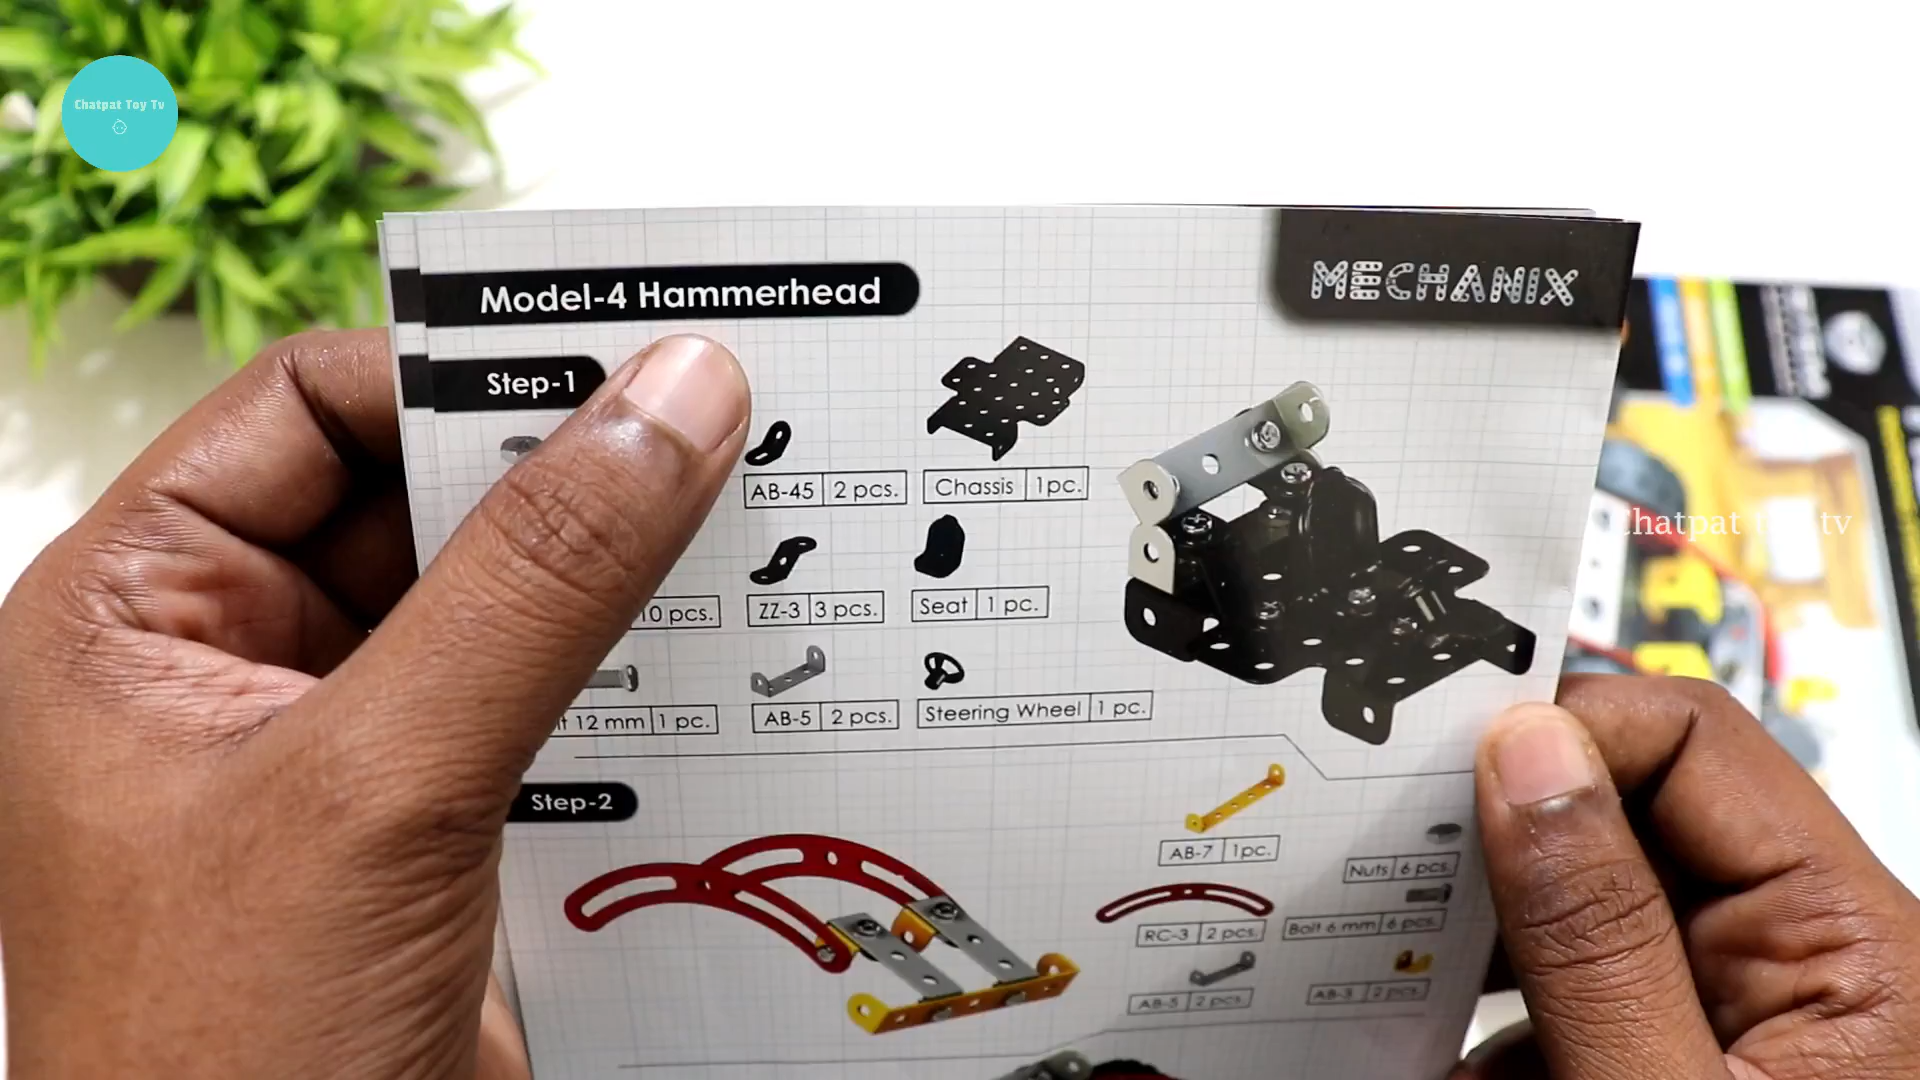 Chatpat Toy Tv
MECHANIX
Model-4 Hammerhead
Step-1
AB-45 2 pcs.
Chassis 1pc.
10 pcs.
ZZ-3 3 pcs.
Seat 1 pc.
12 mm 1 pc.
AB-5 2 pcs.
Steering Wheel 1 pc.
Chatpat toy tv
Step-2
AB-7 1pc.
Nuts 6 pcs.
RC-3 2 pcs.
Bolt 6 mm 6 pcs.
AB-5 2 pcs.
AB-3 2 pcs.